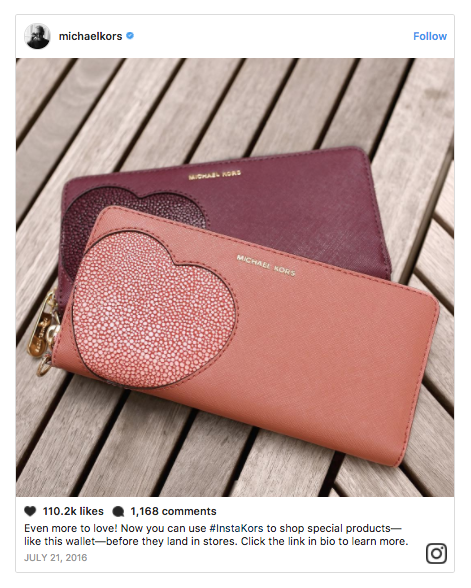 michaelkors
Follow
MICHAEL KORS
MICHAEL KORS
110.2k likes 1,168 comments
Even more to love! Now you can use #InstaKors to shop special products—
like this wallet—before they land in stores. Click the link in bio to learn more.
JULY 21, 2016